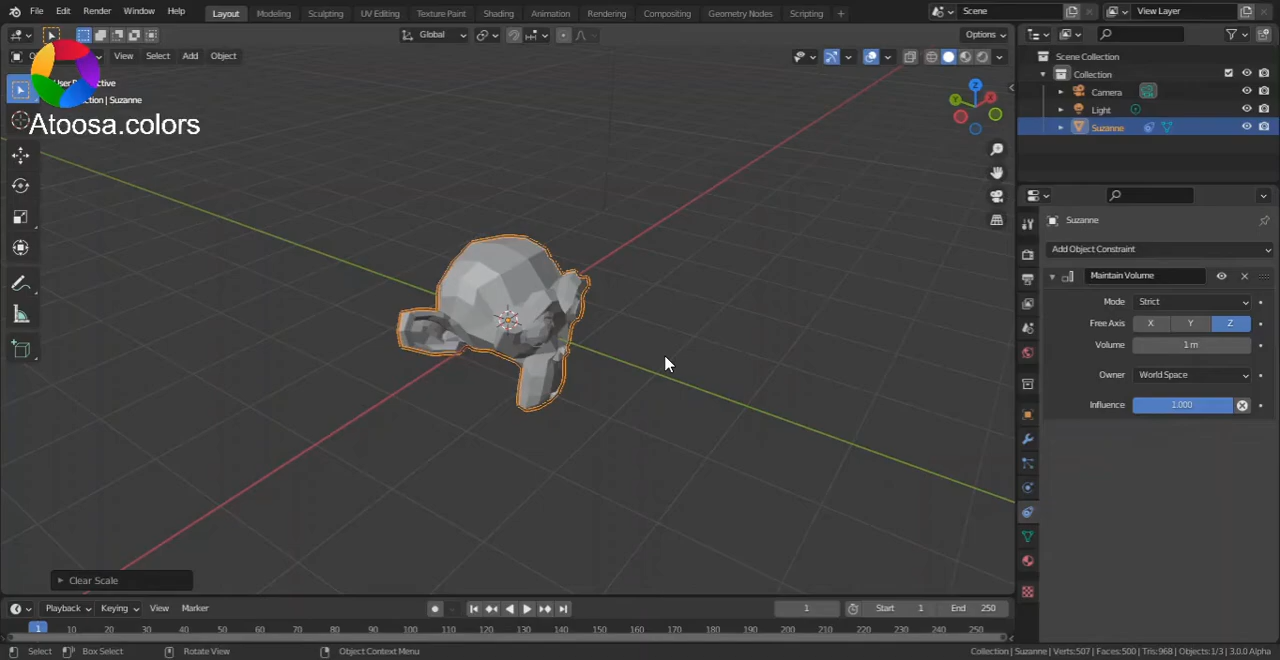 File Edit Render Window Help Layout Modeling Sculpting UV Editing Texture Paint Shading Animation Rendering Compositing Geometry Nodes Scripting + Scene View Layer
Global Options
View Select Add Object
User Perspective
Collection | Suzanne
Atoosa.colors
Scene Collection
Collection
Camera
Light
Suzanne
Suzanne
Add Object Constraint
Maintain Volume
Mode Strict
Free Axis X Y Z
Volume 1 m
Owner World Space
Influence 1.000
X
Z
Clear Scale
Playback Keying View Marker 1 Start 1 End 250
1 10 20 30 40 50 60 70 80 90 100 110 120 130 140 150 160 170 180 190 200 210 220 230 240 250
Select Box Select Rotate View Object Context Menu Collection | Suzanne | Verts:507 | Faces:500 | Tris:968 | Objects:1/3 | 3.0.0 Alpha